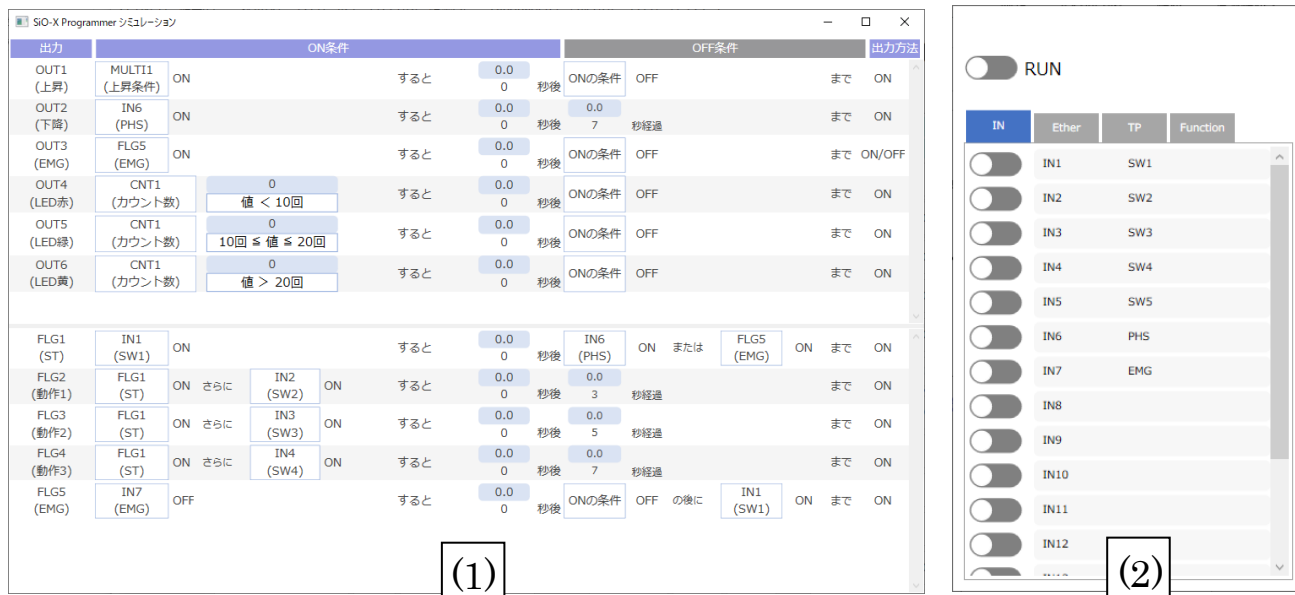 SiO-X Programmer シミュレーション
出力 ON条件 OFF条件 出力方法
OUT1 MULTI1 ON すると 0.0 ONの条件 OFF まで ON
(上昇) (上昇条件) 0 秒後
OUT2 IN6 ON すると 0.0 0.0 まで ON
(下降) (PHS) 0 秒後 7 秒経過
OUT3 FLG5 ON すると 0.0 ONの条件 OFF まで ON/OFF
(EMG) (EMG) 0 秒後
OUT4 CNT1 0 すると 0.0 ONの条件 OFF まで ON
(LED赤) (カウント数) 値 < 10回 0 秒後
OUT5 CNT1 0 すると 0.0 ONの条件 OFF まで ON
(LED緑) (カウント数) 10回 ≦ 値 ≦ 20回 0 秒後
OUT6 CNT1 0 すると 0.0 ONの条件 OFF まで ON
(LED黄) (カウント数) 値 > 20回 0 秒後
FLG1 IN1 ON すると 0.0 IN6 ON または FLG5 ON まで ON
(ST) (SW1) 0 秒後 (PHS) (EMG)
FLG2 FLG1 ON さらに IN2 ON すると 0.0 0.0 まで ON
(動作1) (ST) (SW2) 0 秒後 3 秒経過
FLG3 FLG1 ON さらに IN3 ON すると 0.0 0.0 まで ON
(動作2) (ST) (SW3) 0 秒後 5 秒経過
FLG4 FLG1 ON さらに IN4 ON すると 0.0 0.0 まで ON
(動作3) (ST) (SW4) 0 秒後 7 秒経過
FLG5 IN7 OFF すると 0.0 ONの条件 OFF の後に IN1 ON まで ON
(EMG) (EMG) 0 秒後 (SW1)
(1)
RUN
IN Ether TP Function
IN1 SW1
IN2 SW2
IN3 SW3
IN4 SW4
IN5 SW5
IN6 PHS
IN7 EMG
IN8
IN9
IN10
IN11
IN12
(2)